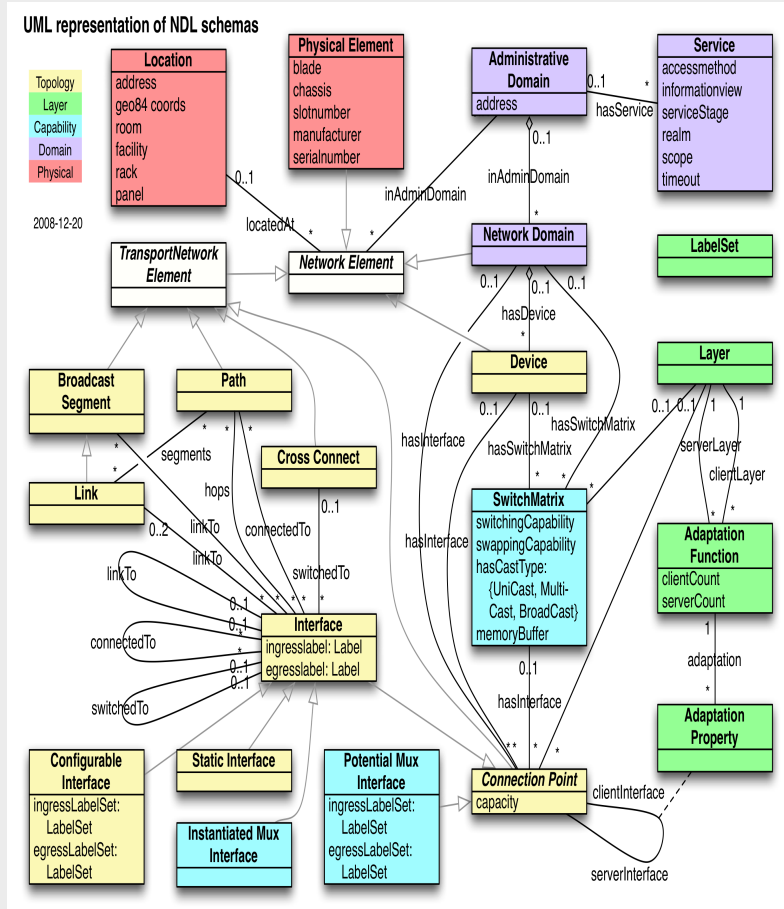 UML representation of NDL schemas
Topology
Layer
Capability
Domain
Physical
2008-12-20
Location
address
geo84 coords
room
facility
rack
panel
Physical Element
blade
chassis
slotnumber
manufacturer
serialnumber
Administrative
Domain
address
0..1
*
hasService
Service
accessmethod
informationview
serviceStage
realm
scope
timeout
0..1
locatedAt
*
*
inAdminDomain
0..1
inAdminDomain
*
TransportNetwork
Element
Network Element
Network Domain
LabelSet
0..1
0..1
0..1
hasDevice
*
Device
Layer
Broadcast
Segment
Path
Cross Connect
Link
*
segments
*
*
*
*
hops
connectedTo
0..1
switchedTo
0..2
linkTo
linkTo
linkTo
connectedTo
switchedTo
0..1
0..1
*
*
0..1
0..1
*
*
*
*
*
Interface
ingresslabel: Label
egresslabel: Label
0..1
0..1
hasSwitchMatrix
hasSwitchMatrix
*
*
*
hasInterface
hasInterface
SwitchMatrix
switchingCapability
swappingCapability
hasCastType:
{UniCast, Multi-
Cast, BroadCast}
memoryBuffer
0..1
hasInterface
*
*
*
*
0..1
0..1
1
1
serverLayer
clientLayer
*
*
Adaptation
Function
clientCount
serverCount
1
adaptation
*
Adaptation
Property
Configurable
Interface
ingressLabelSet:
LabelSet
egressLabelSet:
LabelSet
Static Interface
Instantiated Mux
Interface
Potential Mux
Interface
ingressLabelSet:
LabelSet
egressLabelSet:
LabelSet
Connection Point
capacity
clientInterface
serverInterface